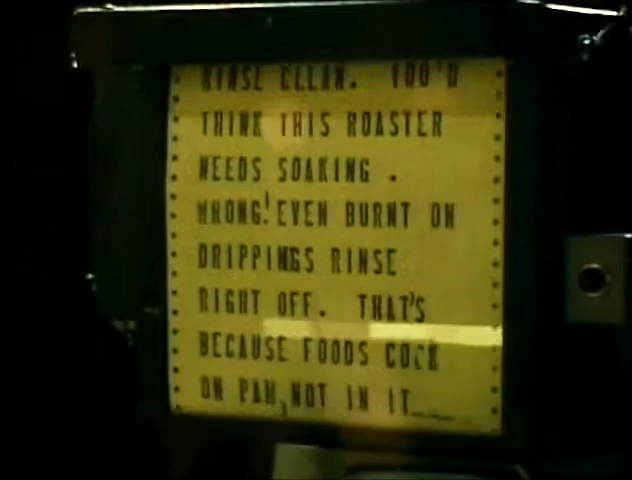 RINSE CLEAN. YOU'D
THINK THIS ROASTER
NEEDS SOAKING.
WRONG! EVEN BURNT ON
DRIPPINGS RINSE
RIGHT OFF. THAT'S
BECAUSE FOODS COOK
ON PAM, NOT IN IT....